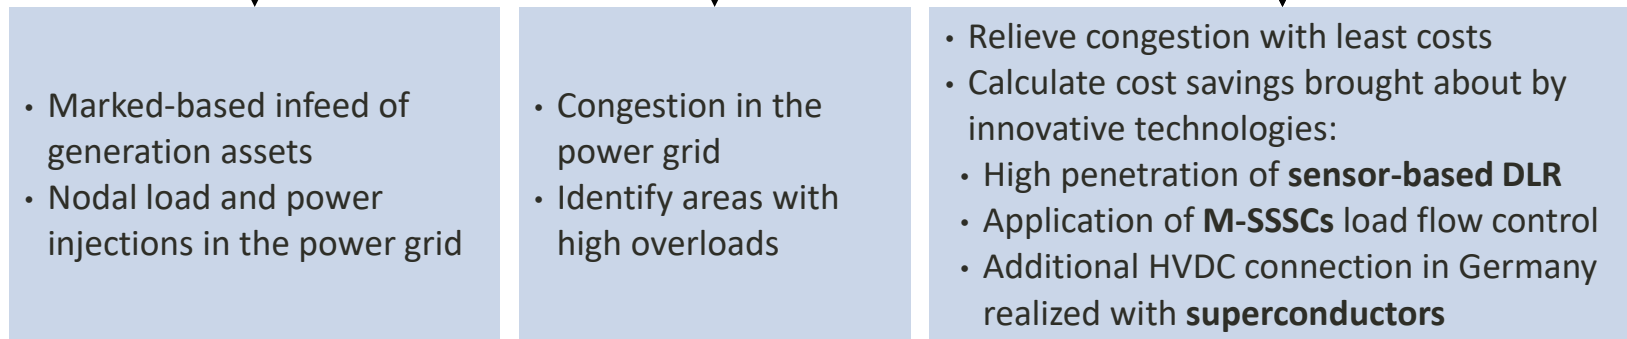 • Marked-based infeed of
generation assets
• Nodal load and power
injections in the power grid
• Congestion in the
power grid
• Identify areas with
high overloads
• Relieve congestion with least costs
• Calculate cost savings brought about by
innovative technologies:
• High penetration of sensor-based DLR
• Application of M-SSSCs load flow control
• Additional HVDC connection in Germany
realized with superconductors